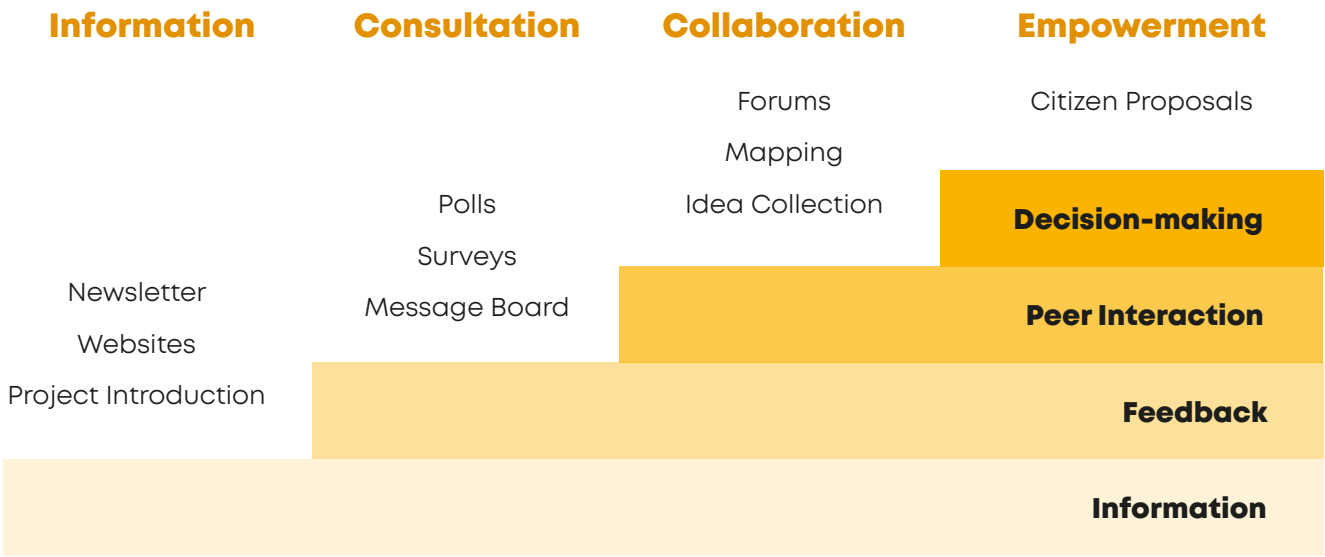 Information
Consultation
Collaboration
Empowerment
Newsletter
Websites
Project Introduction
Polls
Surveys
Message Board
Forums
Mapping
Idea Collection
Citizen Proposals
Decision-making
Peer Interaction
Feedback
Information